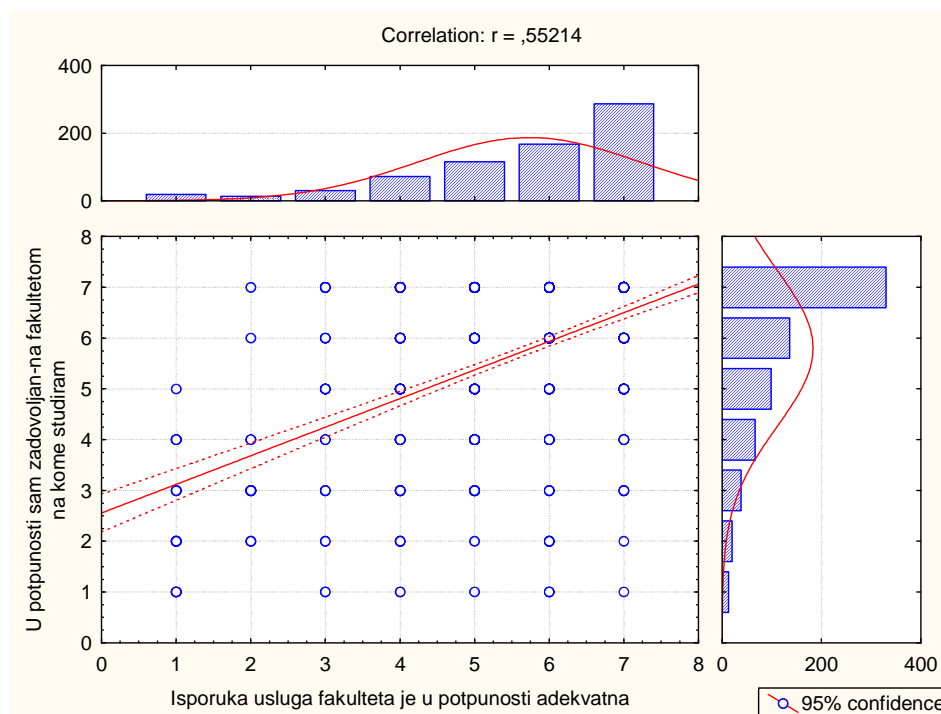 Correlation: r = ,55214
400
200
0
8
7
6
5
4
3
2
1
0
U potpunosti sam zadovoljan-na fakultetom
na kome studiram
0 1 2 3 4 5 6 7 8
0 200 400
Isporuka usluga fakulteta je u potpunosti adekvatna
95% confidence